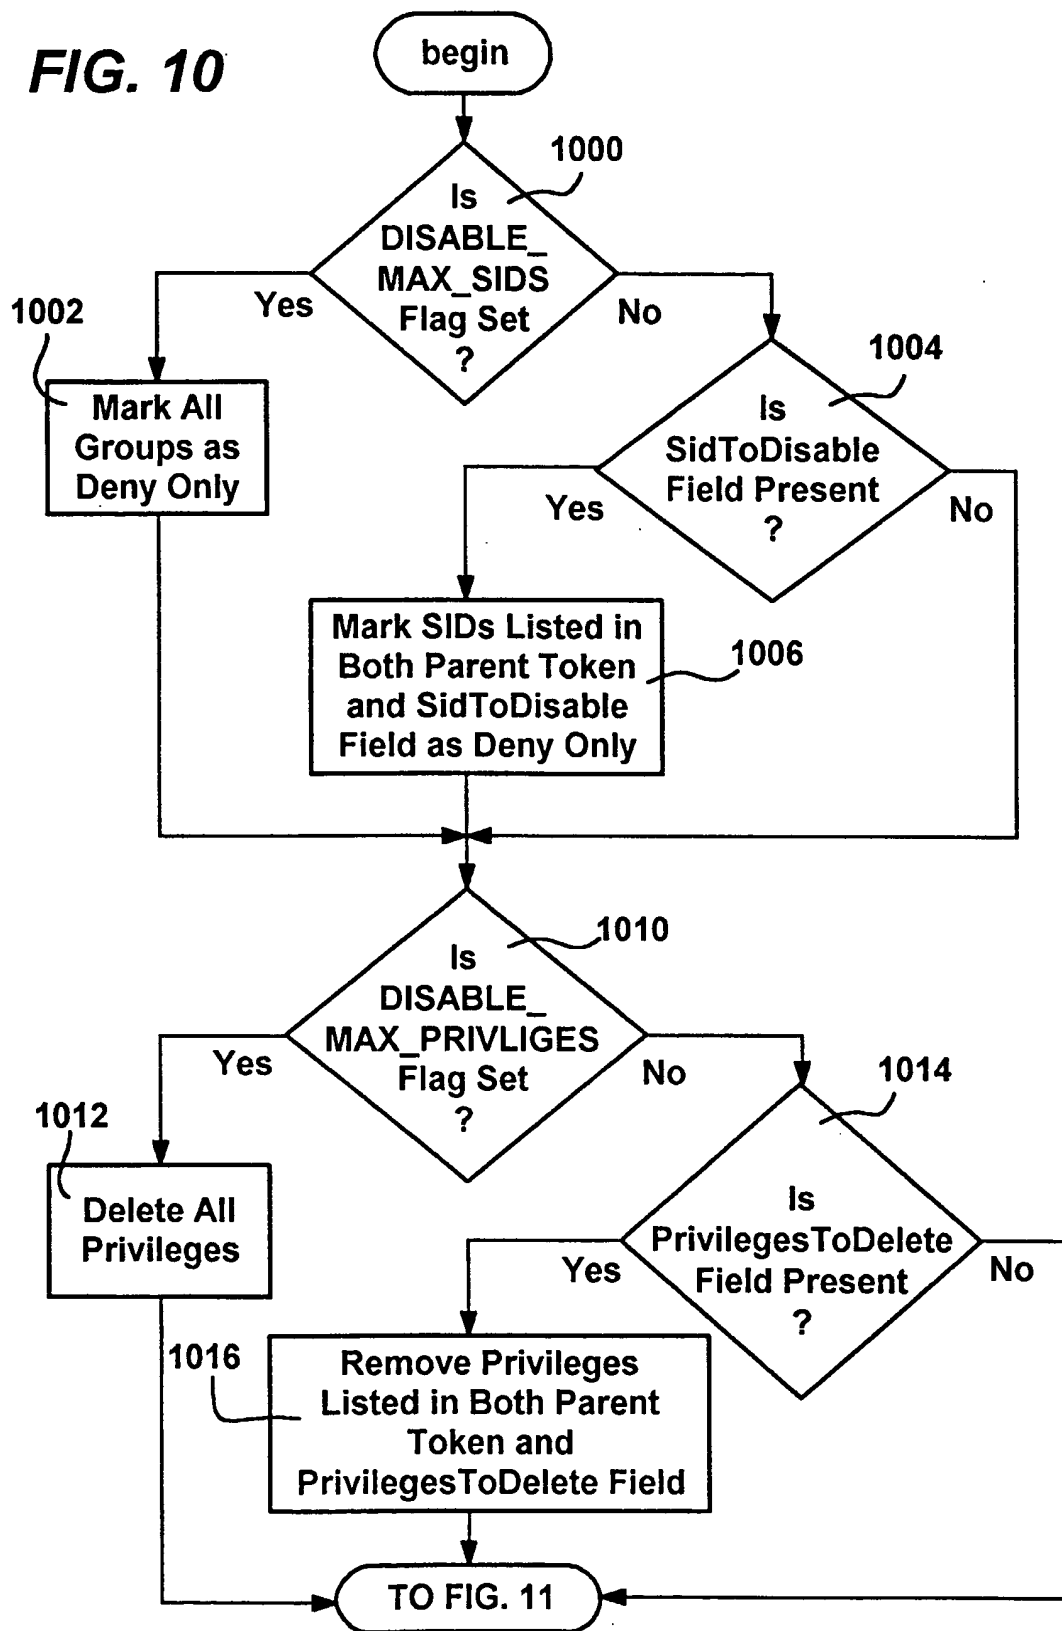 FIG. 10
begin
1000
Is
DISABLE_
MAX_SIDS
Flag Set
?
Yes
No
1002
Mark All
Groups as
Deny Only
1004
Is
SidToDisable
Field Present
?
Yes
No
Mark SIDs Listed in
Both Parent Token
and SidToDisable
Field as Deny Only
1006
1010
Is
DISABLE_
MAX_PRIVLIGES
Flag Set
?
Yes
No
1012
Delete All
Privileges
1014
Is
PrivilegesToDelete
Field Present
?
Yes
No
1016
Remove Privileges
Listed in Both Parent
Token and
PrivilegesToDelete Field
TO FIG. 11